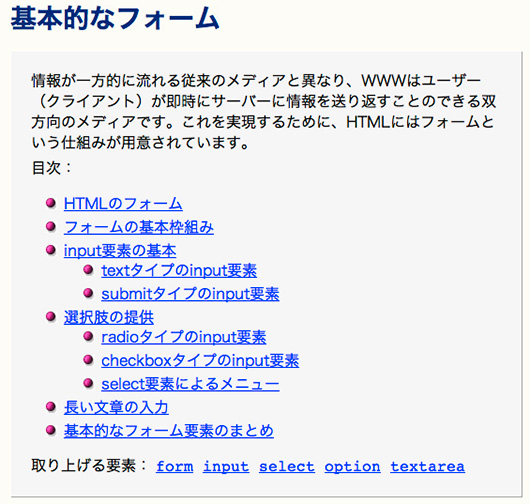 基本的なフォーム
情報が一方的に流れる従来のメディアと異なり、WWWはユーザー
（クライアント）が即時にサーバーに情報を送り返すことのできる双
方向のメディアです。これを実現するために、HTMLにはフォームと
いう仕組みが用意されています。
目次：
HTMLのフォーム
フォームの基本枠組み
input要素の基本
textタイプのinput要素
submitタイプのinput要素
選択肢の提供
radioタイプのinput要素
checkboxタイプのinput要素
select要素によるメニュー
長い文章の入力
基本的なフォーム要素のまとめ
取り上げる要素： form input select option textarea